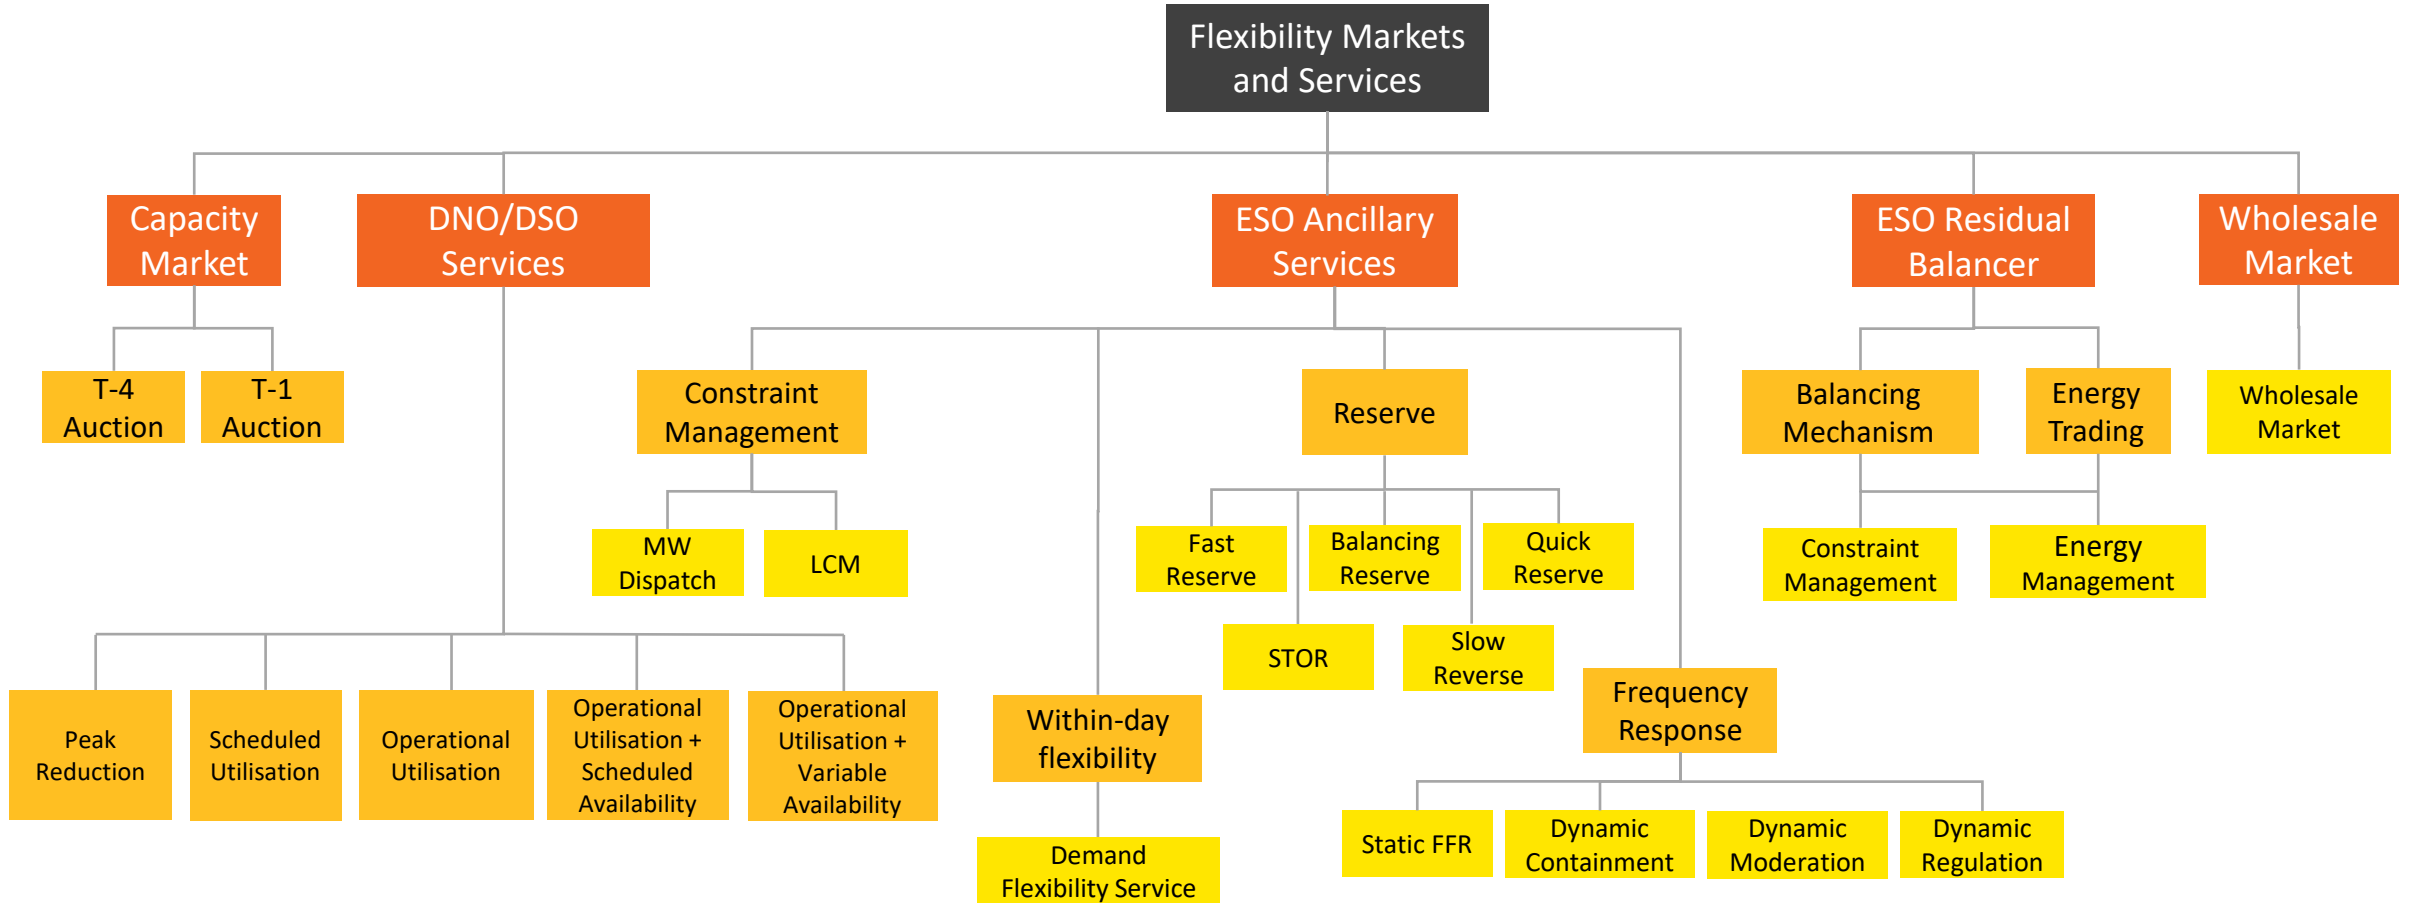 Flexibility Markets
and Services
Capacity
Market
DNO/DSO
Services
ESO Ancillary
Services
ESO Residual
Balancer
Wholesale
Market
T-4
Auction
T-1
Auction
Constraint
Management
Reserve
Balancing
Mechanism
Energy
Trading
Wholesale
Market
MW
Dispatch
LCM
Fast
Reserve
Balancing
Reserve
Quick
Reserve
Constraint
Management
Energy
Management
STOR
Slow
Reverse
Peak
Reduction
Scheduled
Utilisation
Operational
Utilisation
Operational
Utilisation +
Scheduled
Availability
Operational
Utilisation +
Variable
Availability
Within-day
flexibility
Frequency
Response
Demand
Flexibility Service
Static FFR
Dynamic
Containment
Dynamic
Moderation
Dynamic
Regulation